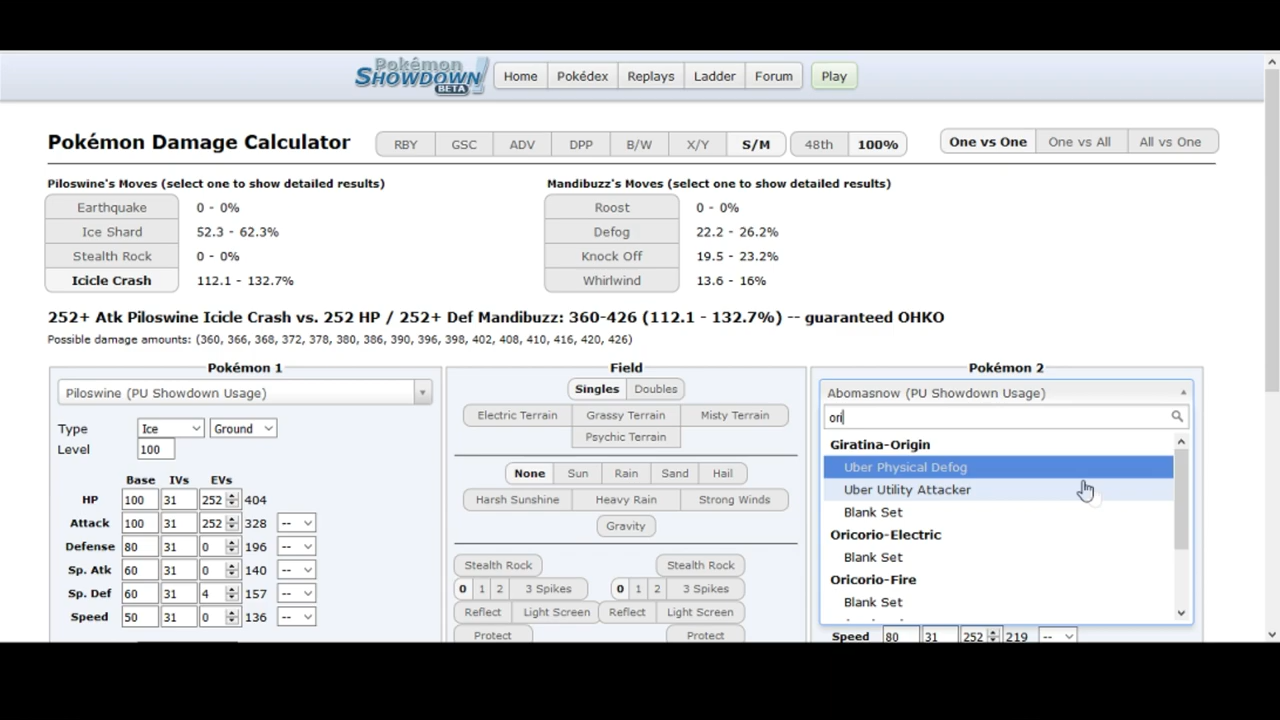 Pokémon
SHOWDOWN!
BETA
Home Pokédex Replays Ladder Forum Play
Pokémon Damage Calculator RBY GSC ADV DPP B/W X/Y S/M 48th 100% One vs One One vs All All vs One
Piloswine's Moves (select one to show detailed results) Mandibuzz's Moves (select one to show detailed results)
Earthquake 0 - 0% Roost 0 - 0%
Ice Shard 52.3 - 62.3% Defog 22.2 - 26.2%
Stealth Rock 0 - 0% Knock Off 19.5 - 23.2%
Icicle Crash 112.1 - 132.7% Whirlwind 13.6 - 16%
252+ Atk Piloswine Icicle Crash vs. 252 HP / 252+ Def Mandibuzz: 360-426 (112.1 - 132.7%) -- guaranteed OHKO
Possible damage amounts: (360, 366, 368, 372, 378, 380, 386, 390, 396, 398, 402, 408, 410, 416, 420, 426)
Pokémon 1
Piloswine (PU Showdown Usage)
Type Ice Ground
Level 100
Base IVs EVs
HP 100 31 252 404
Attack 100 31 252 328 --
Defense 80 31 0 196 --
Sp. Atk 60 31 0 140 --
Sp. Def 60 31 4 157 --
Speed 50 31 0 136 --
Field
Singles Doubles
Electric Terrain Grassy Terrain Misty Terrain
Psychic Terrain
None Sun Rain Sand Hail
Harsh Sunshine Heavy Rain Strong Winds
Gravity
Stealth Rock Stealth Rock
0 1 2 3 Spikes 0 1 2 3 Spikes
Reflect Light Screen Reflect Light Screen
Protect Protect
Pokémon 2
Abomasnow (PU Showdown Usage)
ori
Giratina-Origin
Uber Physical Defog
Uber Utility Attacker
Blank Set
Oricorio-Electric
Blank Set
Oricorio-Fire
Blank Set
Speed 80 31 252 219 --